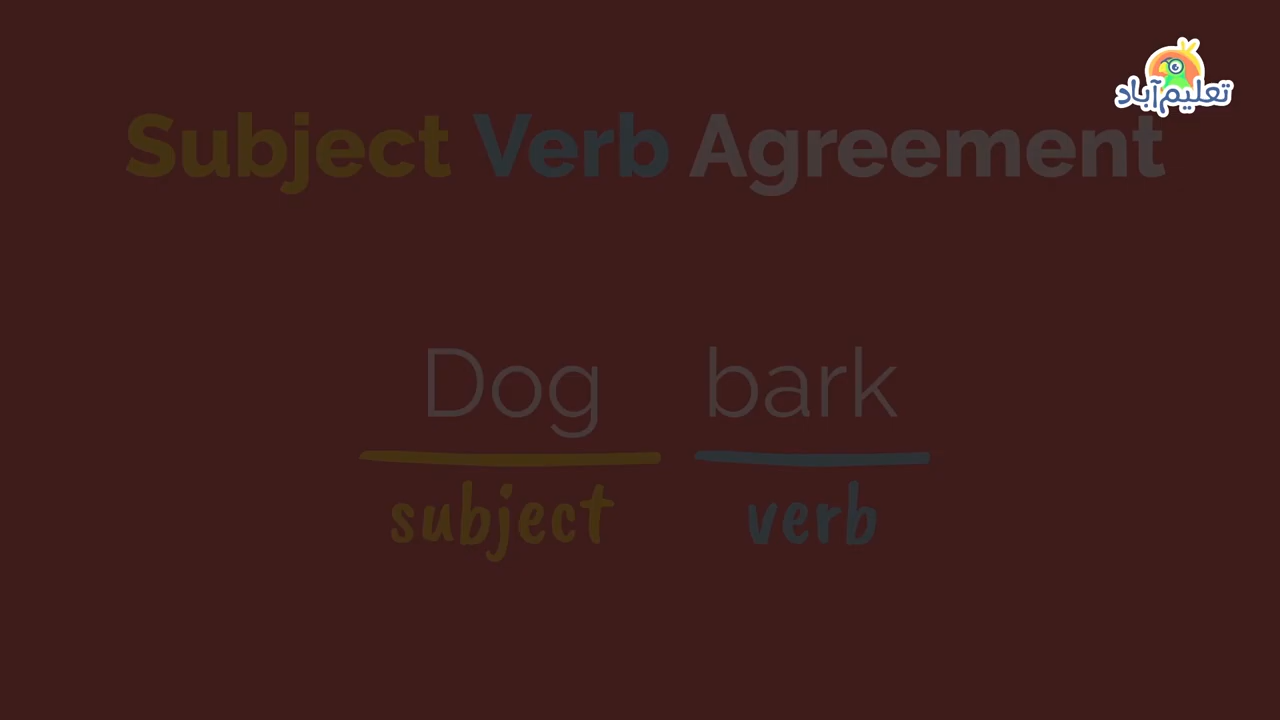 تعلیم آباد
Subject Verb Agreement
Dog bark
subject verb